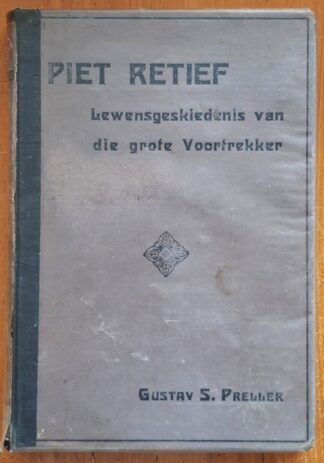 PIET RETIEF
Lewensgeskiedenis van
die grote Voortrekker
GUSTAV S. PRELLER